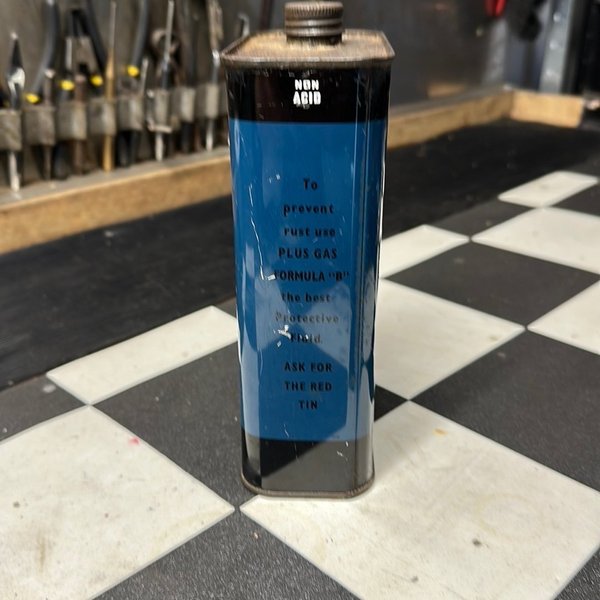 NON
ACID
To
prevent
rust use
PLUS GAS
FORMULA "B"
the best
Protective
Fluid.
ASK FOR
THE RED
TIN